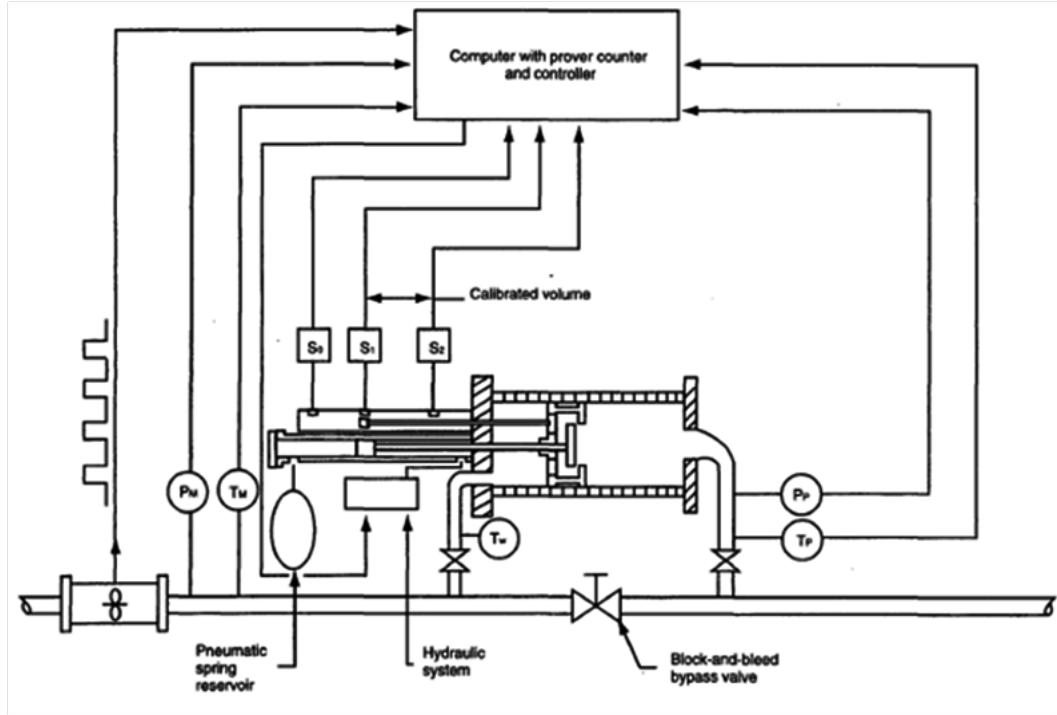 Computer with prover counter
and controller
Calibrated volume
S0
S1
S2
PM
TM
PP
Tw
TP
Pneumatic
spring
reservoir
Hydraulic
system
Block-and-bleed
bypass valve